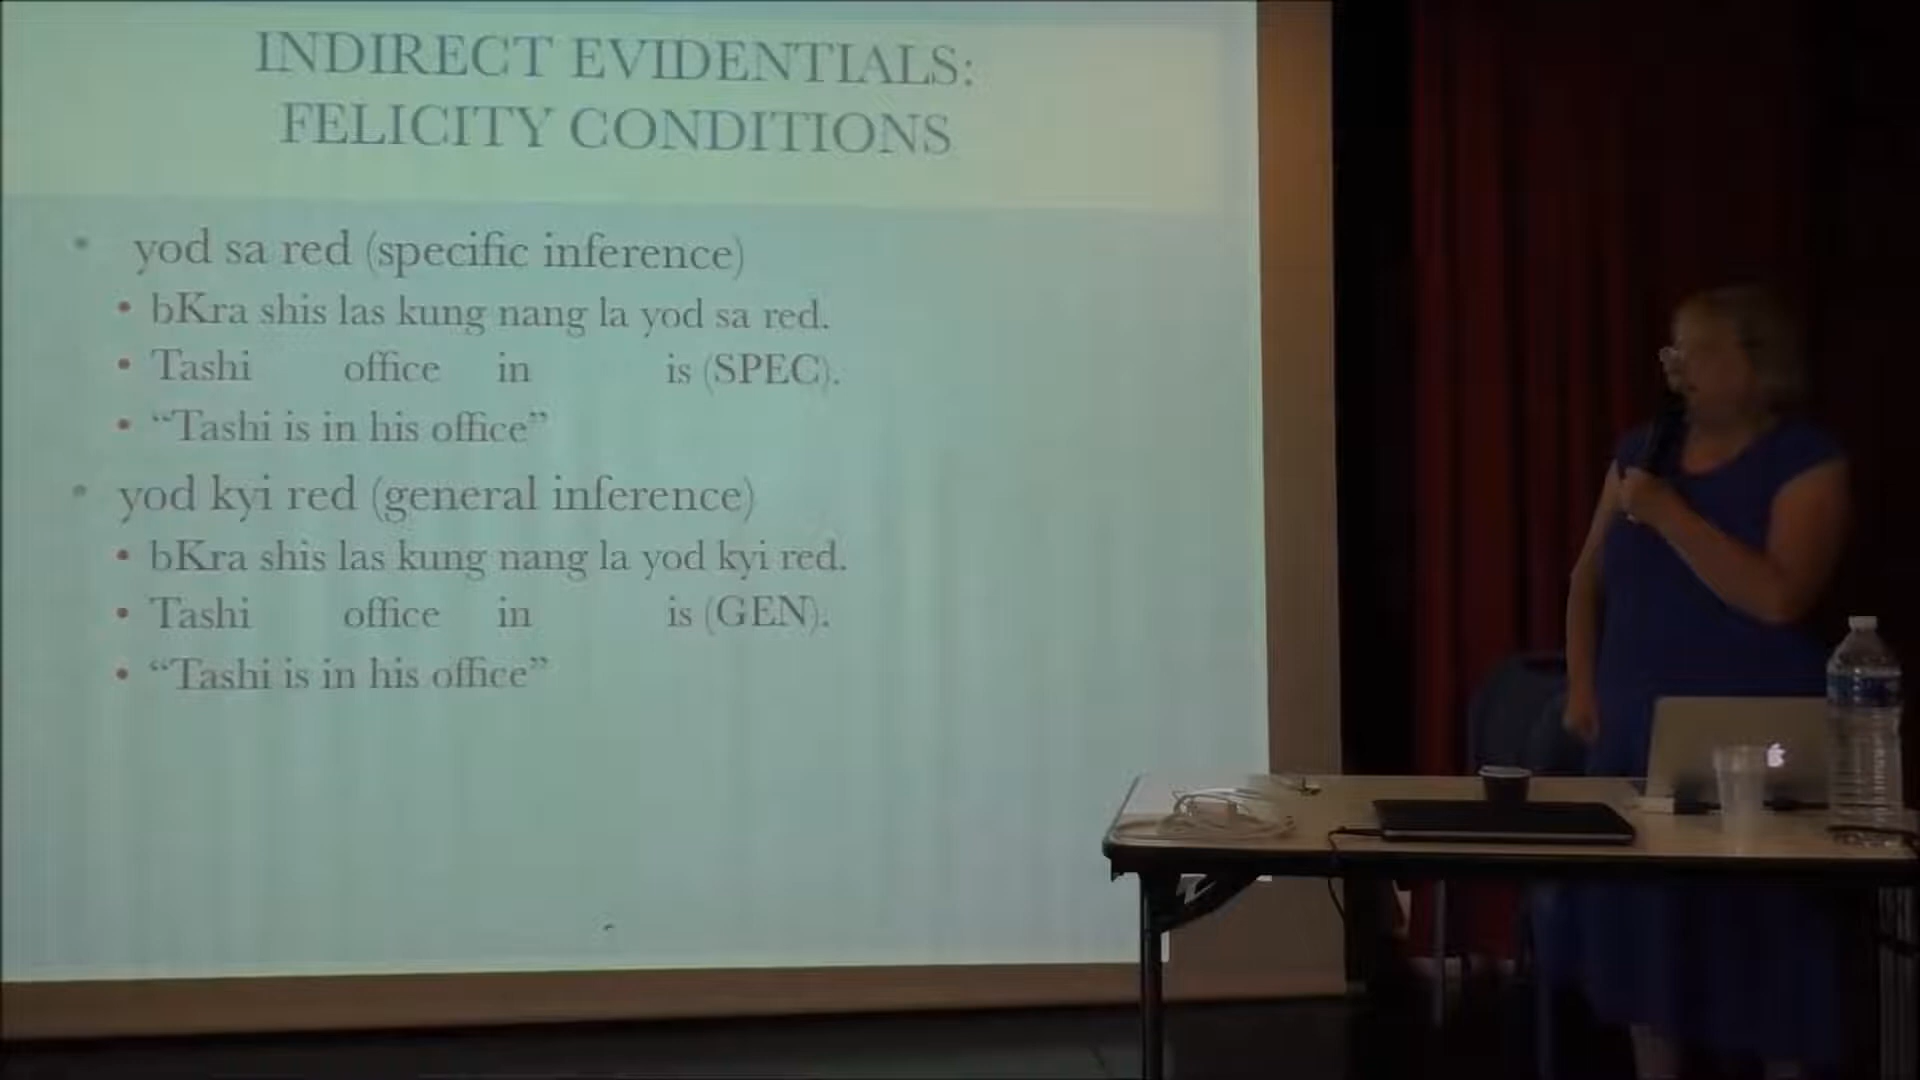 INDIRECT EVIDENTIALS:
FELICITY CONDITIONS
• yod sa red (specific inference)
• bKra shis las kung nang la yod sa red.
• Tashi office in is (SPEC).
• “Tashi is in his office”
• yod kyi red (general inference)
• bKra shis las kung nang la yod kyi red.
• Tashi office in is (GEN).
• “Tashi is in his office”